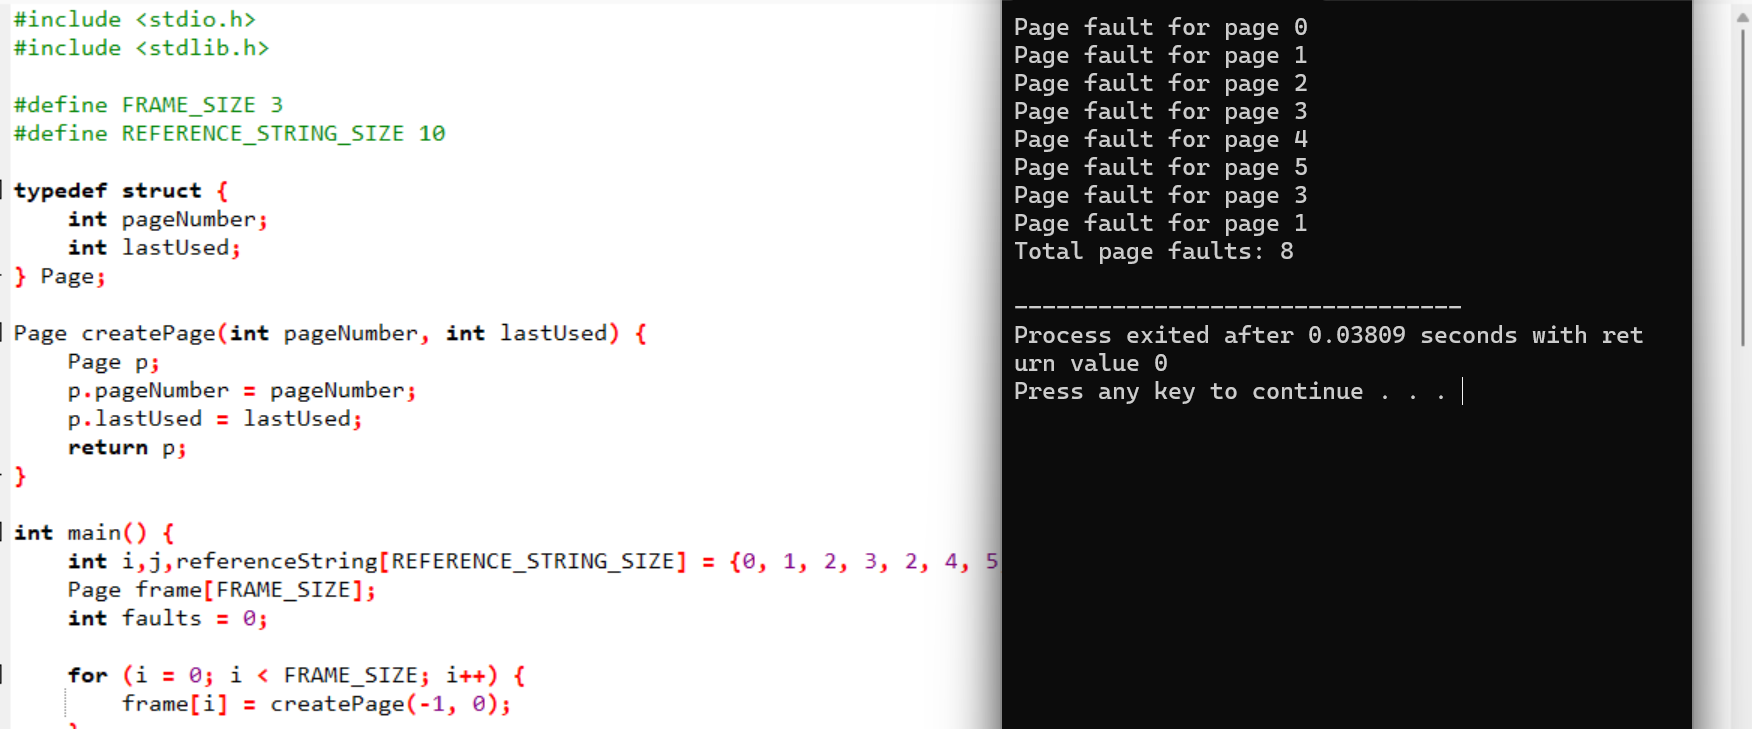 #include <stdio.h>
#include <stdlib.h>
#define FRAME_SIZE 3
#define REFERENCE_STRING_SIZE 10
typedef struct {
    int pageNumber;
    int lastUsed;
} Page;
Page createPage(int pageNumber, int lastUsed) {
    Page p;
    p.pageNumber = pageNumber;
    p.lastUsed = lastUsed;
    return p;
}
int main() {
    int i,j,referenceString[REFERENCE_STRING_SIZE] = {0, 1, 2, 3, 2, 4, 5
    Page frame[FRAME_SIZE];
    int faults = 0;
    for (i = 0; i < FRAME_SIZE; i++) {
        frame[i] = createPage(-1, 0);
    }
Page fault for page 0
Page fault for page 1
Page fault for page 2
Page fault for page 3
Page fault for page 4
Page fault for page 5
Page fault for page 3
Page fault for page 1
Total page faults: 8
--------------------------------
Process exited after 0.03809 seconds with ret
urn value 0
Press any key to continue . . .